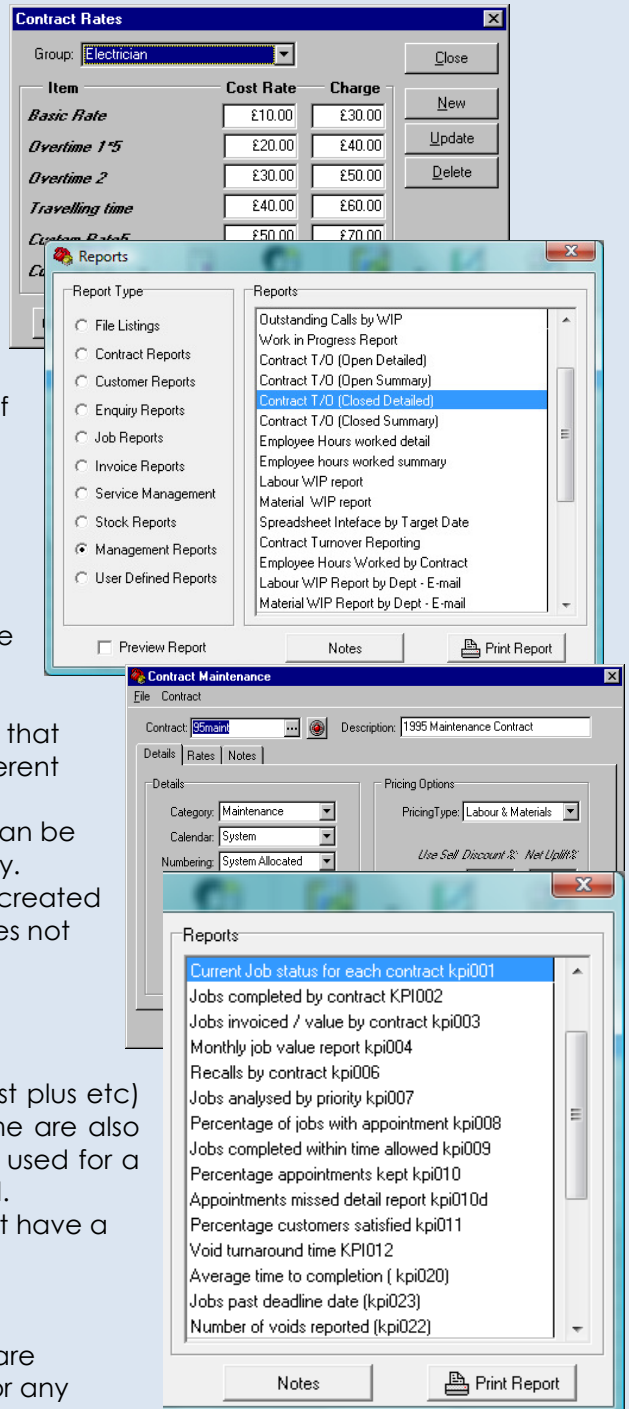 Contract Rates
Group: Electrician
Close
Item Cost Rate Charge
New
Basic Rate £10.00 £30.00
Update
Overtime 1*5 £20.00 £40.00
Delete
Overtime 2 £30.00 £50.00
Travelling time £40.00 £60.00
Custom Rate5 £50.00 £70.00
Reports
Report Type
File Listings
Contract Reports
Customer Reports
Enquiry Reports
Job Reports
Invoice Reports
Service Management
Stock Reports
Management Reports
User Defined Reports
Reports
Outstanding Calls by WIP
Work in Progress Report
Contract T/O (Open Detailed)
Contract T/O (Open Summary)
Contract T/O (Closed Detailed)
Contract T/O (Closed Summary)
Employee Hours worked detail
Employee hours worked summary
Labour WIP report
Material WIP report
Spreadsheet Inteface by Target Date
Contract Turnover Reporting
Employee Hours Worked by Contract
Labour WIP Report by Dept - E-mail
Material WIP Report by Dept - E-mail
Preview Report
Notes
Print Report
Contract Maintenance
File Contract
Contract: 95maint ... Description: 1995 Maintenance Contract
Details Rates Notes
Details
Category: Maintenance
Calendar: System
Numbering: System Allocated
Pricing Options
PricingType: Labour & Materials
Use Sell Discount % Net Uplift%
Reports
Current Job status for each contract kpi001
Jobs completed by contract KPI002
Jobs invoiced / value by contract kpi003
Monthly job value report kpi004
Recalls by contract kpi006
Jobs analysed by priority kpi007
Percentage of jobs with appointment kpi008
Jobs completed within time allowed kpi009
Percentage appointments kept kpi010
Appointments missed detail report kpi010d
Percentage customers satisfied kpi011
Void turnaround time KPI012
Average time to completion ( kpi020)
Jobs past deadline date (kpi023)
Number of voids reported (kpi022)
Notes
Print Report
that
an be
y.
created
es not
st plus etc)
ne are also
used for a
t have a
are
or any